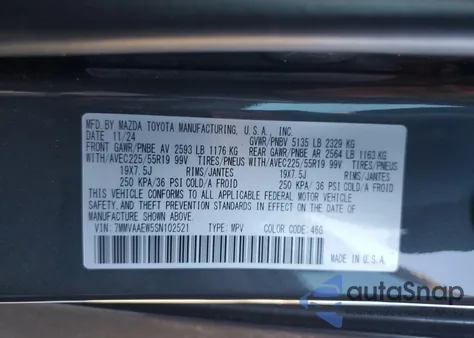 MFD. BY MAZDA TOYOTA MANUFACTURING, U.S.A., INC.
DATE 11/24 GVWR/PNBV 5135 LB 2329 KG
FRONT GAWR/PNBE AV 2593 LB 1176 KG REAR GAWR/PNBE AR 2564 LB 1163 KG
WITH/AVEC225/55R19 99V TIRES/PNEUS WITH/AVEC225/55R19 99V TIRES/PNEUS
19X7.5J 19X7.5J
250 KPA/36 PSI COLD/A FROID 250 KPA/36 PSI COLD/A FROID
THIS VEHICLE CONFORMS TO ALL APPLICABLE FEDERAL MOTOR VEHICLE
SAFETY AND THEFT PREVENTION STANDARDS IN EFFECT ON THE DATE OF
MANUFACTURE SHOWN ABOVE.
VIN: 7MMVAAEW5SN102521 TYPE: MPV COLOR CODE: 46G
MADE IN U.S.A.
autoSnap